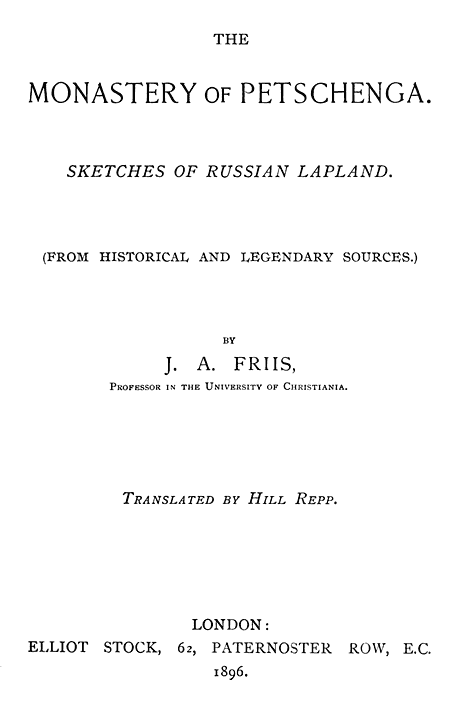 THE
MONASTERY OF PETSCHENGA.
SKETCHES OF RUSSIAN LAPLAND.
(FROM HISTORICAL AND LEGENDARY SOURCES.)
BY
J. A. FRIIS,
PROFESSOR IN THE UNIVERSITY OF CHRISTIANIA.
TRANSLATED BY HILL REPP.
LONDON:
ELLIOT STOCK, 62, PATERNOSTER ROW, E.C.
1896.